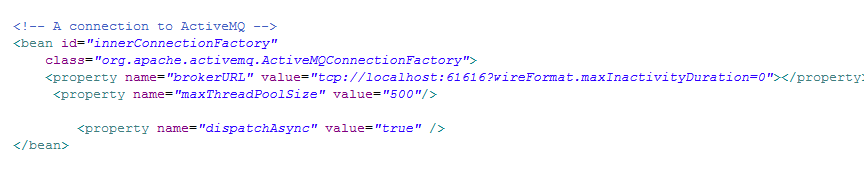 <!-- A connection to ActiveMQ -->
<bean id="innerConnectionFactory"
class="org.apache.activemq.ActiveMQConnectionFactory">
<property name="brokerURL" value="tcp://localhost:61616?wireFormat.maxInactivityDuration=0"></property
<property name="maxThreadPoolSize" value="500"/>
<property name="dispatchAsync" value="true" />
</bean>